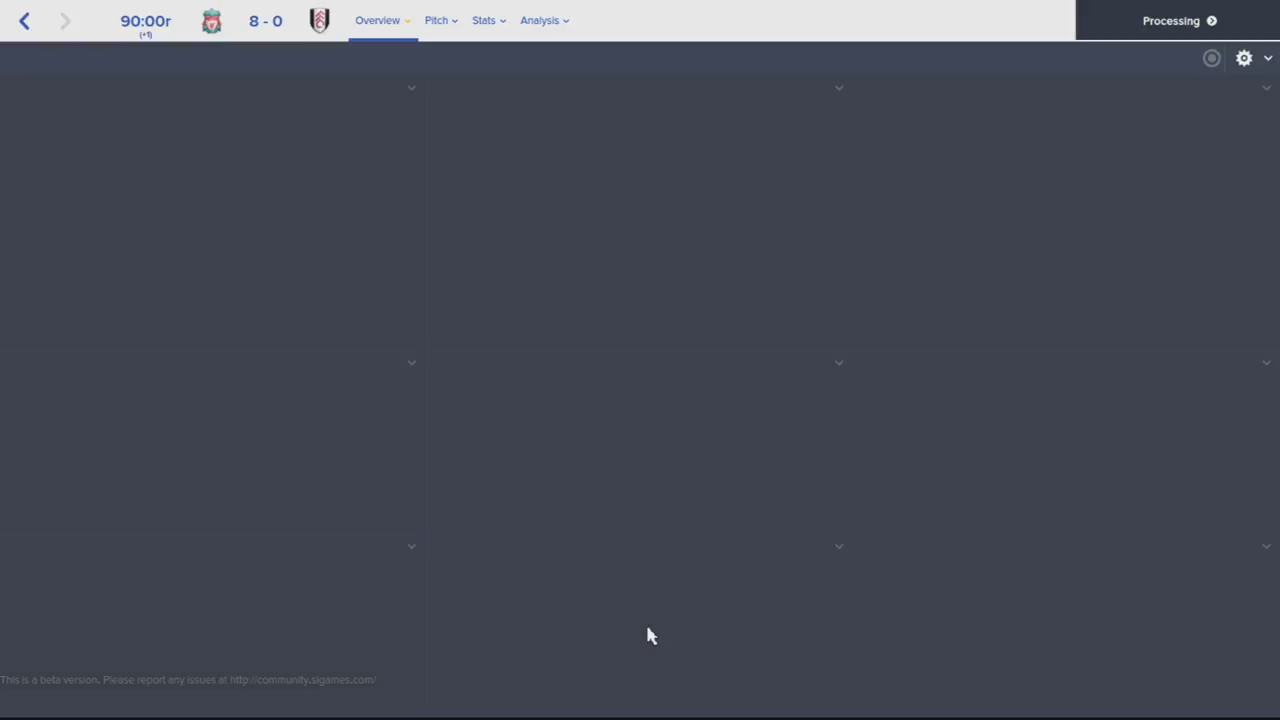 90:00r
(+1)
8 - 0
Overview
Pitch
Stats
Analysis
Processing
This is a beta version. Please report any issues at http://community.sigames.com/